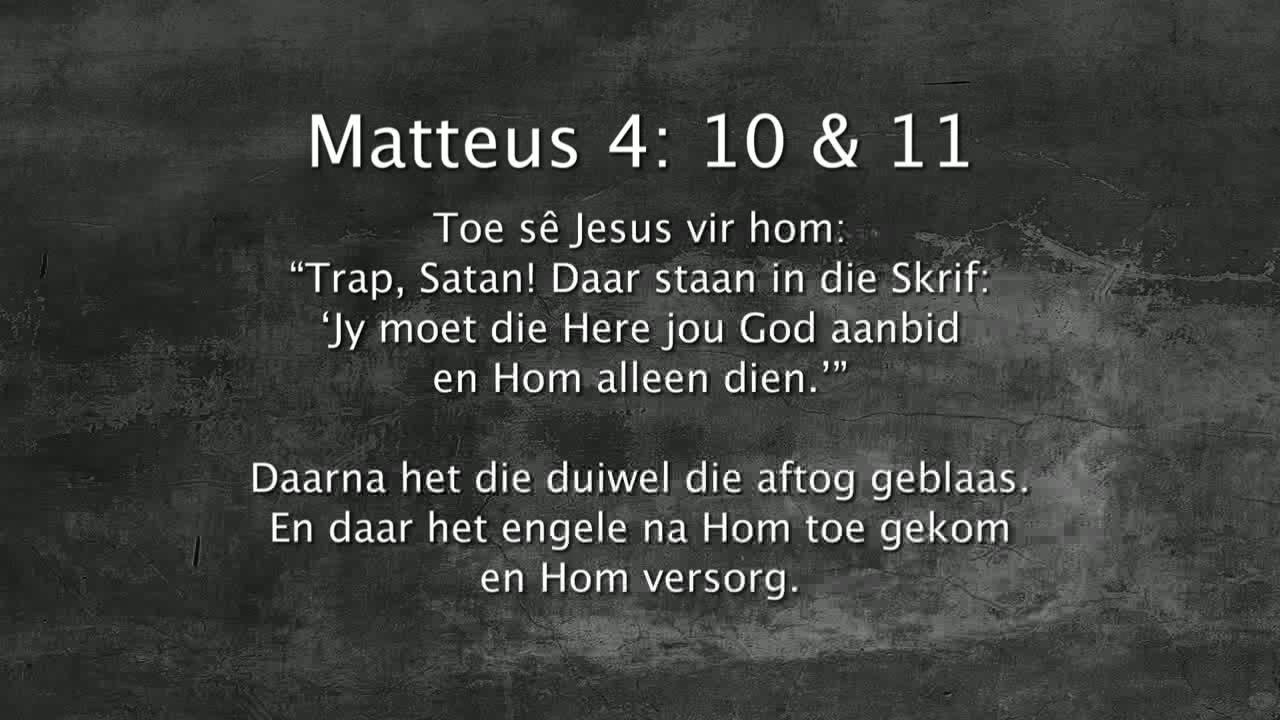 Matteus 4: 10 & 11
Toe sê Jesus vir hom:
“Trap, Satan! Daar staan in die Skrif:
‘Jy moet die Here jou God aanbid
en Hom alleen dien.’”
Daarna het die duiwel die aftog geblaas.
En daar het engele na Hom toe gekom
en Hom versorg.